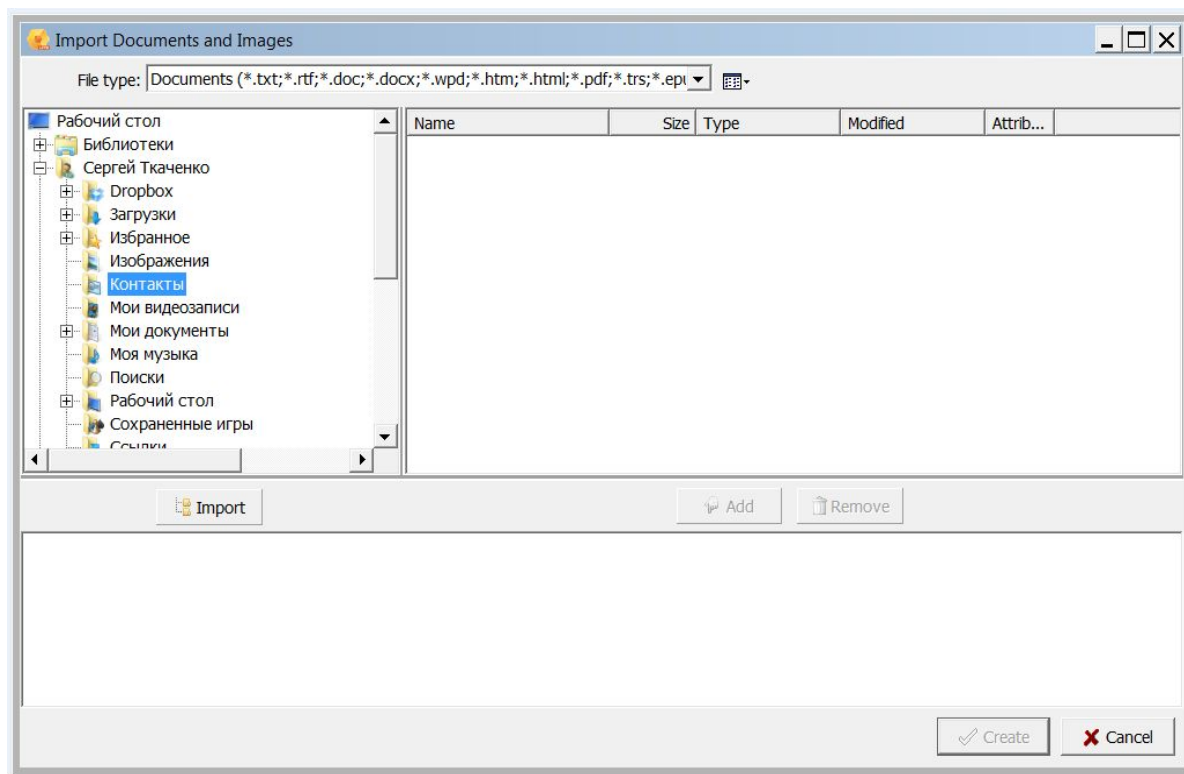 Import Documents and Images
File type: Documents (*.txt;*.rtf;*.doc;*.docx;*.wpd;*.htm;*.html;*.pdf;*.trs;*.epu
Рабочий стол
Библиотеки
Сергей Ткаченко
Dropbox
Загрузки
Избранное
Изображения
Контакты
Мои видеозаписи
Мои документы
Моя музыка
Поиски
Рабочий стол
Сохраненные игры
Ссылки
Name Size Type Modified Attrib...
Import Add Remove
Create Cancel